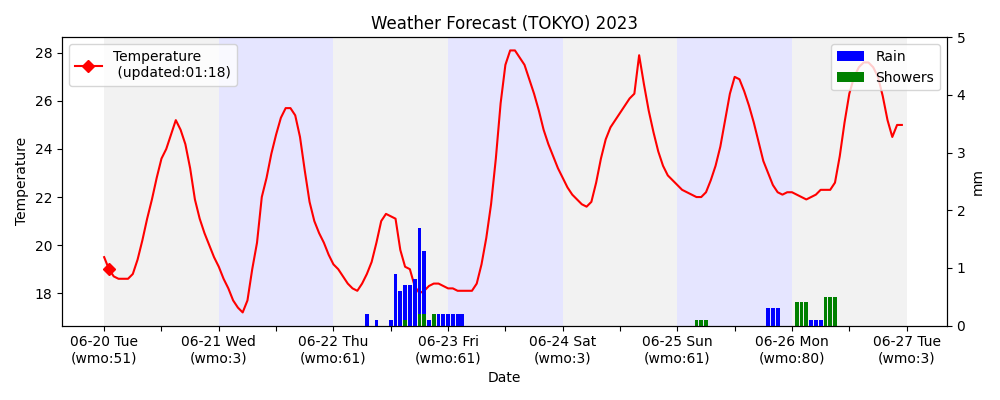 Weather Forecast (TOKYO) 2023
Temperature
(updated:01:18)
Rain
Showers
28
26
24
22
20
18
Temperature
5
4
3
2
1
0
mm
06-20 Tue
(wmo:51)
06-21 Wed
(wmo:3)
06-22 Thu
(wmo:61)
06-23 Fri
(wmo:61)
06-24 Sat
(wmo:3)
06-25 Sun
(wmo:61)
06-26 Mon
(wmo:80)
06-27 Tue
(wmo:3)
Date